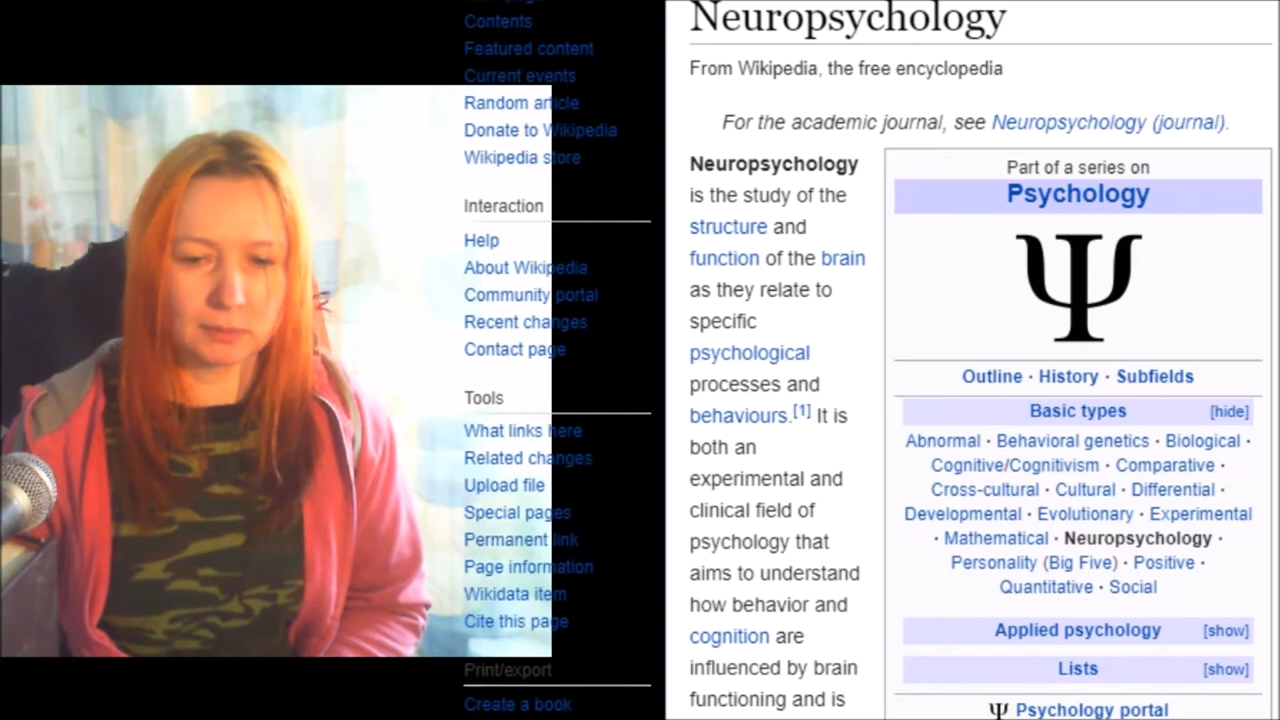 Contents
Featured content
Current events
Random article
Donate to Wikipedia
Wikipedia store
Interaction
Help
About Wikipedia
Community portal
Recent changes
Contact page
Tools
What links here
Related changes
Upload file
Special pages
Permanent link
Page information
Wikidata item
Cite this page
Print/export
Create a book
Neuropsychology
From Wikipedia, the free encyclopedia
For the academic journal, see Neuropsychology (journal).
Neuropsychology
is the study of the
structure and
function of the brain
as they relate to
specific
psychological
processes and
behaviours.[1] It is
both an
experimental and
clinical field of
psychology that
aims to understand
how behavior and
cognition are
influenced by brain
functioning and is
Part of a series on
Psychology
Ψ
Outline · History · Subfields
Basic types [hide]
Abnormal · Behavioral genetics · Biological ·
Cognitive/Cognitivism · Comparative ·
Cross-cultural · Cultural · Differential ·
Developmental · Evolutionary · Experimental
· Mathematical · Neuropsychology ·
Personality (Big Five) · Positive ·
Quantitative · Social
Applied psychology [show]
Lists [show]
Ψ Psychology portal